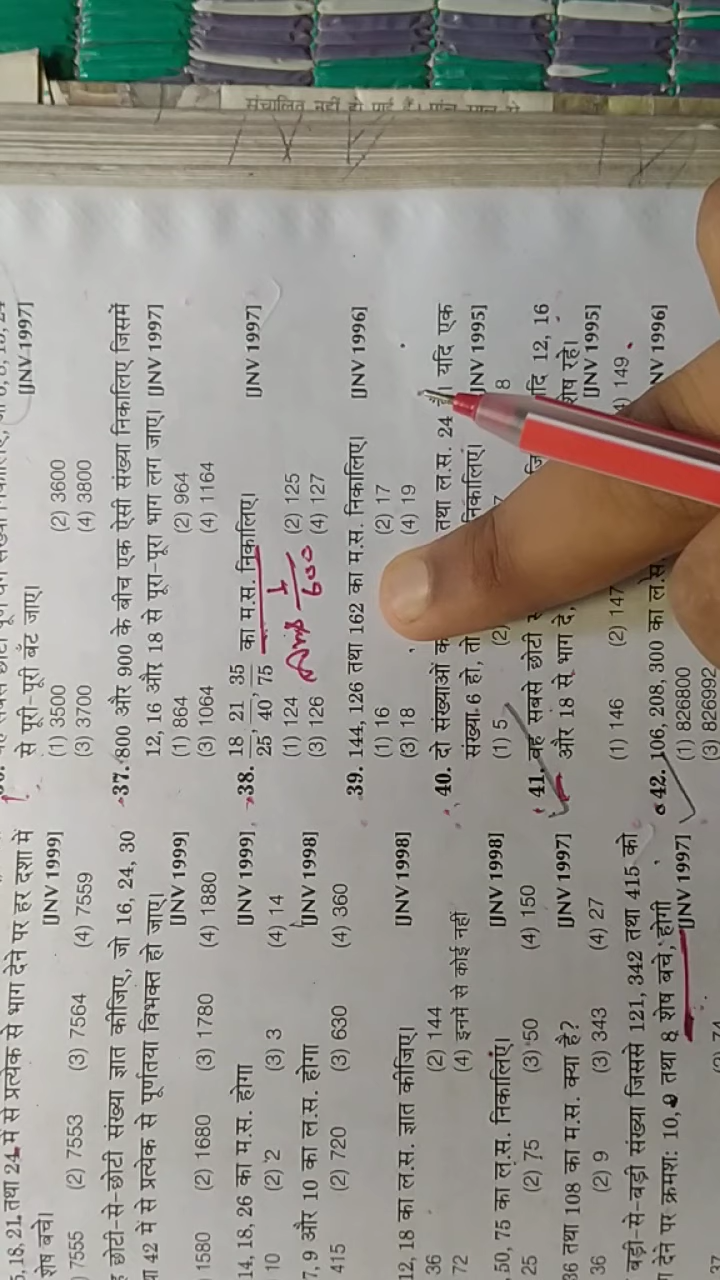 संचालित नहीं हो पाई हैं।
[JNV 1997]
से पूरी-पूरी बँट जाए।
(1) 3500 (2) 3600
(3) 3700 (4) 3800
37. 800 और 900 के बीच एक ऐसी संख्या निकालिए जिसमें
12, 16 और 18 से पूरा-पूरा भाग लग जाए। [JNV 1997]
(1) 864 (2) 964
(3) 1064 (4) 1164
38. 18/25, 21/40, 35/75 का म.स. निकालिए। [JNV 1997]
Ans 1/600
(1) 124 (2) 125
(3) 126 (4) 127
39. 144, 126 तथा 162 का म.स. निकालिए। [JNV 1996]
(1) 16 (2) 17
(3) 18 (4) 19
40. दो संख्याओं तथा ल.स. 24 यदि एक
संख्या 6 हो, तो निकालिए। JNV 1995]
(1) 5 (2) 7 8
41. वह सबसे छोटी यदि 12, 16
और 18 से भाग दे, शेष रहे।
[JNV 1995]
(1) 146 (2) 147 149
42. 106, 208, 300 का ल.स. NV 1996]
(1) 826800
(3) 826992
, 18, 21 तथा 24 में से प्रत्येक से भाग देने पर हर दशा में
शेष बचे। [JNV 1999]
7555 (2) 7553 (3) 7564 (4) 7559
छोटी-से-छोटी संख्या ज्ञात कीजिए, जो 16, 24, 30
42 में से प्रत्येक से पूर्णतया विभक्त हो जाए।
[JNV 1999]
1580 (2) 1680 (3) 1780 (4) 1880
14, 18, 26 का म.स. होगा [JNV 1999]
10 (2) 2 (3) 3 (4) 14
7, 9 और 10 का ल.स. होगा [JNV 1998]
415 (2) 720 (3) 630 (4) 360
12, 18 का ल.स. ज्ञात कीजिए। [JNV 1998]
36 (2) 144
72 (4) इनमें से कोई नहीं
50, 75 का ल.स. निकालिए। [JNV 1998]
25 (2) 75 (3) 50 (4) 150
36 तथा 108 का म.स. क्या है? [JNV 1997]
36 (2) 9 (3) 343 (4) 27
बड़ी-से-बड़ी संख्या जिससे 121, 342 तथा 415 को
देने पर क्रमश: 10, 9 तथा 8 शेष बचे, होगी
[JNV 1997]
37 74